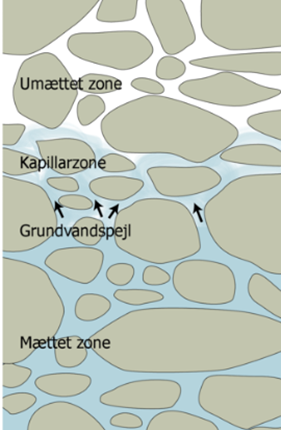 Umættet zone
Kapillarzone
Grundvandspejl
Mættet zone